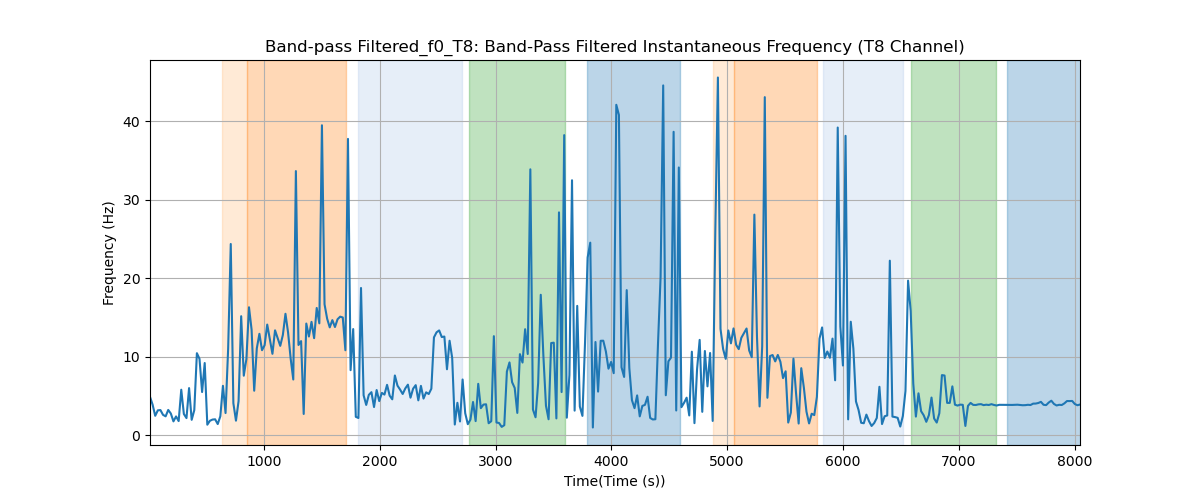 Band-pass Filtered_f0_T8: Band-Pass Filtered Instantaneous Frequency (T8 Channel)
Frequency (Hz)
40
30
20
10
0
1000 2000 3000 4000 5000 6000 7000 8000
Time(Time (s))